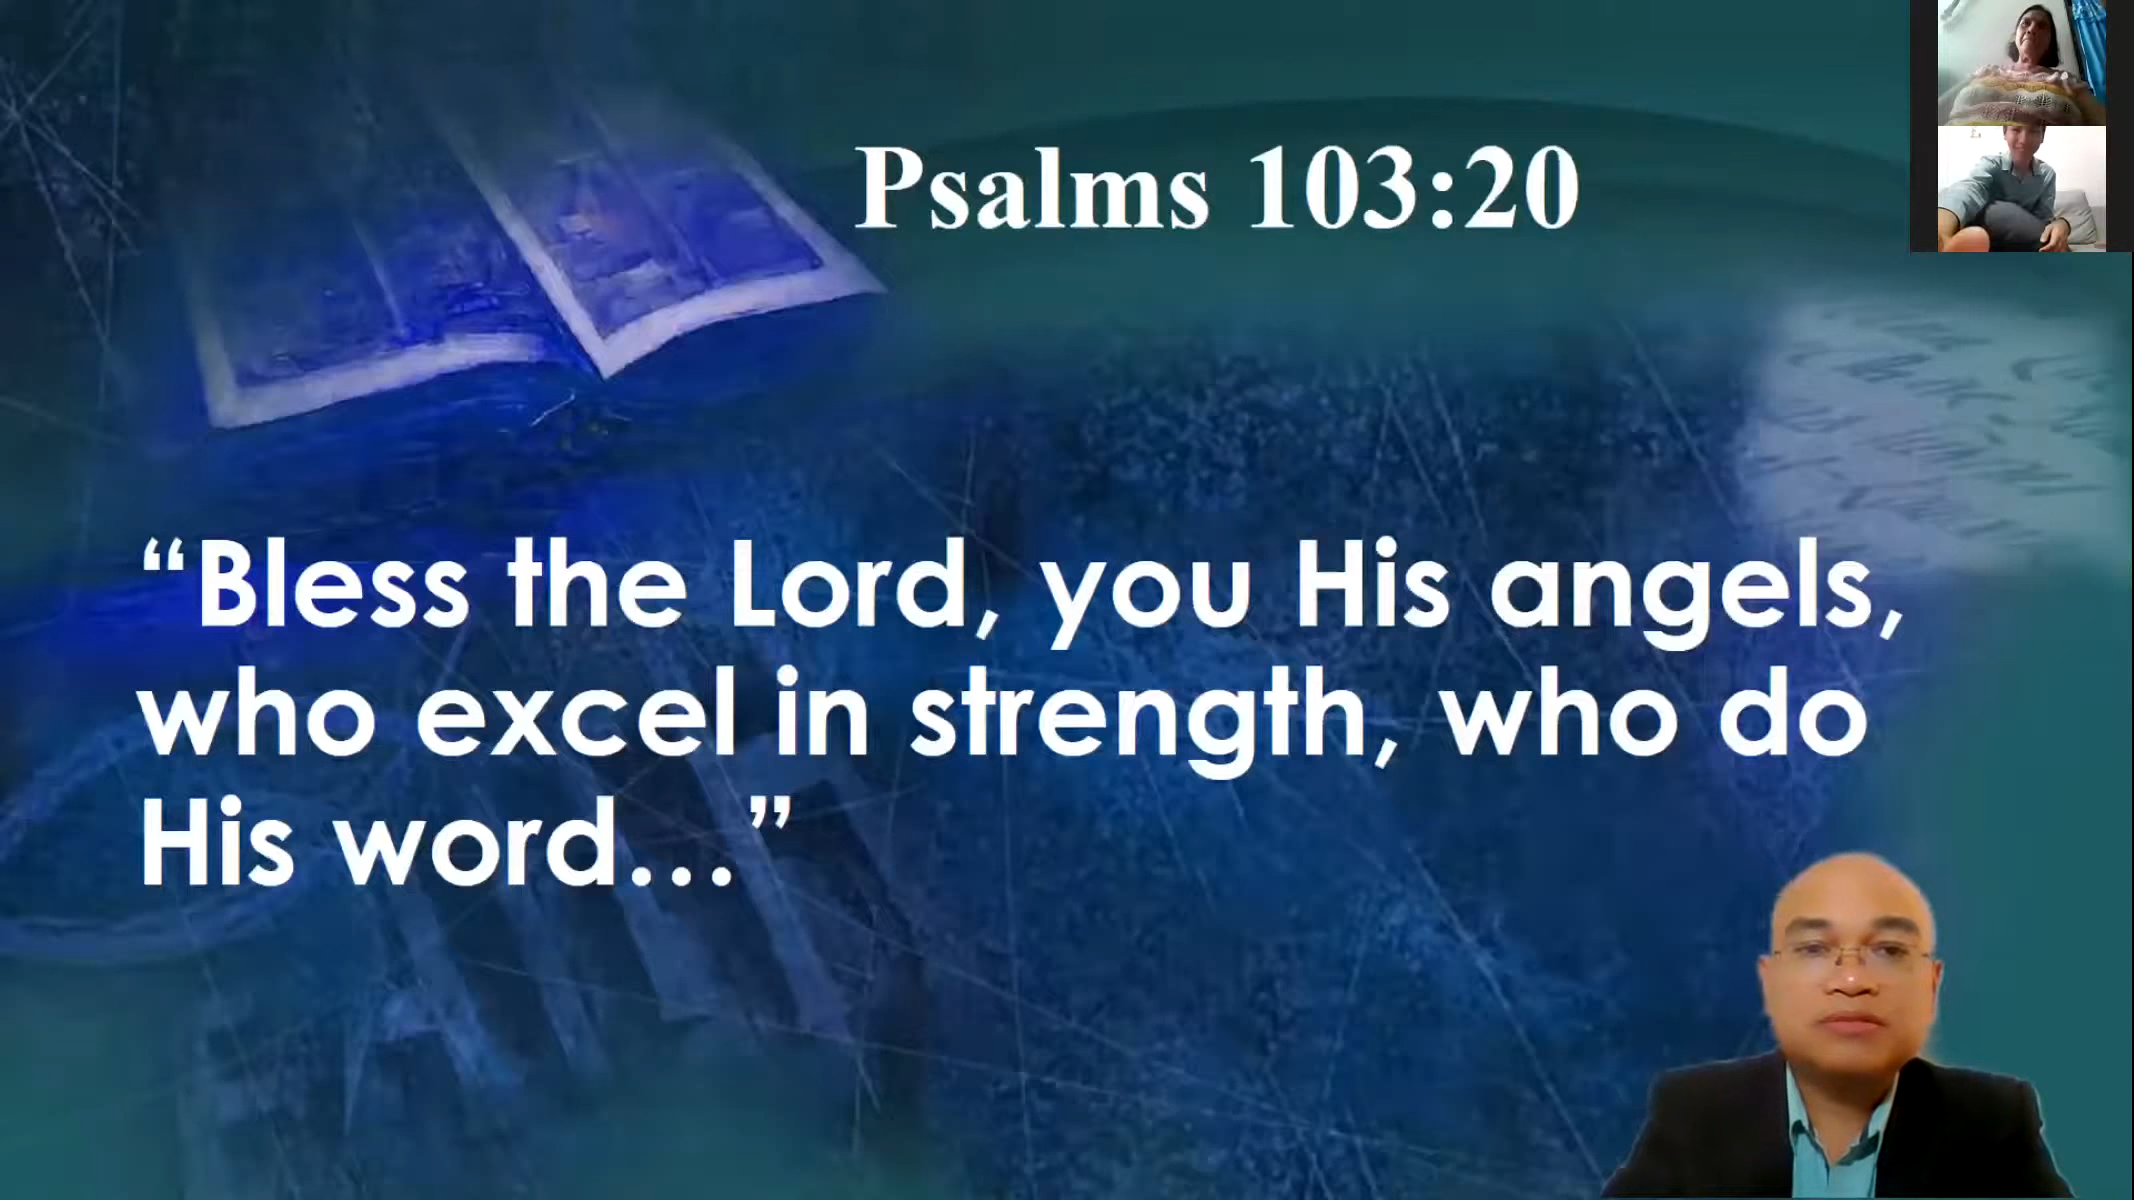 Psalms 103:20
“Bless the Lord, you His angels,
who excel in strength, who do
His word…”